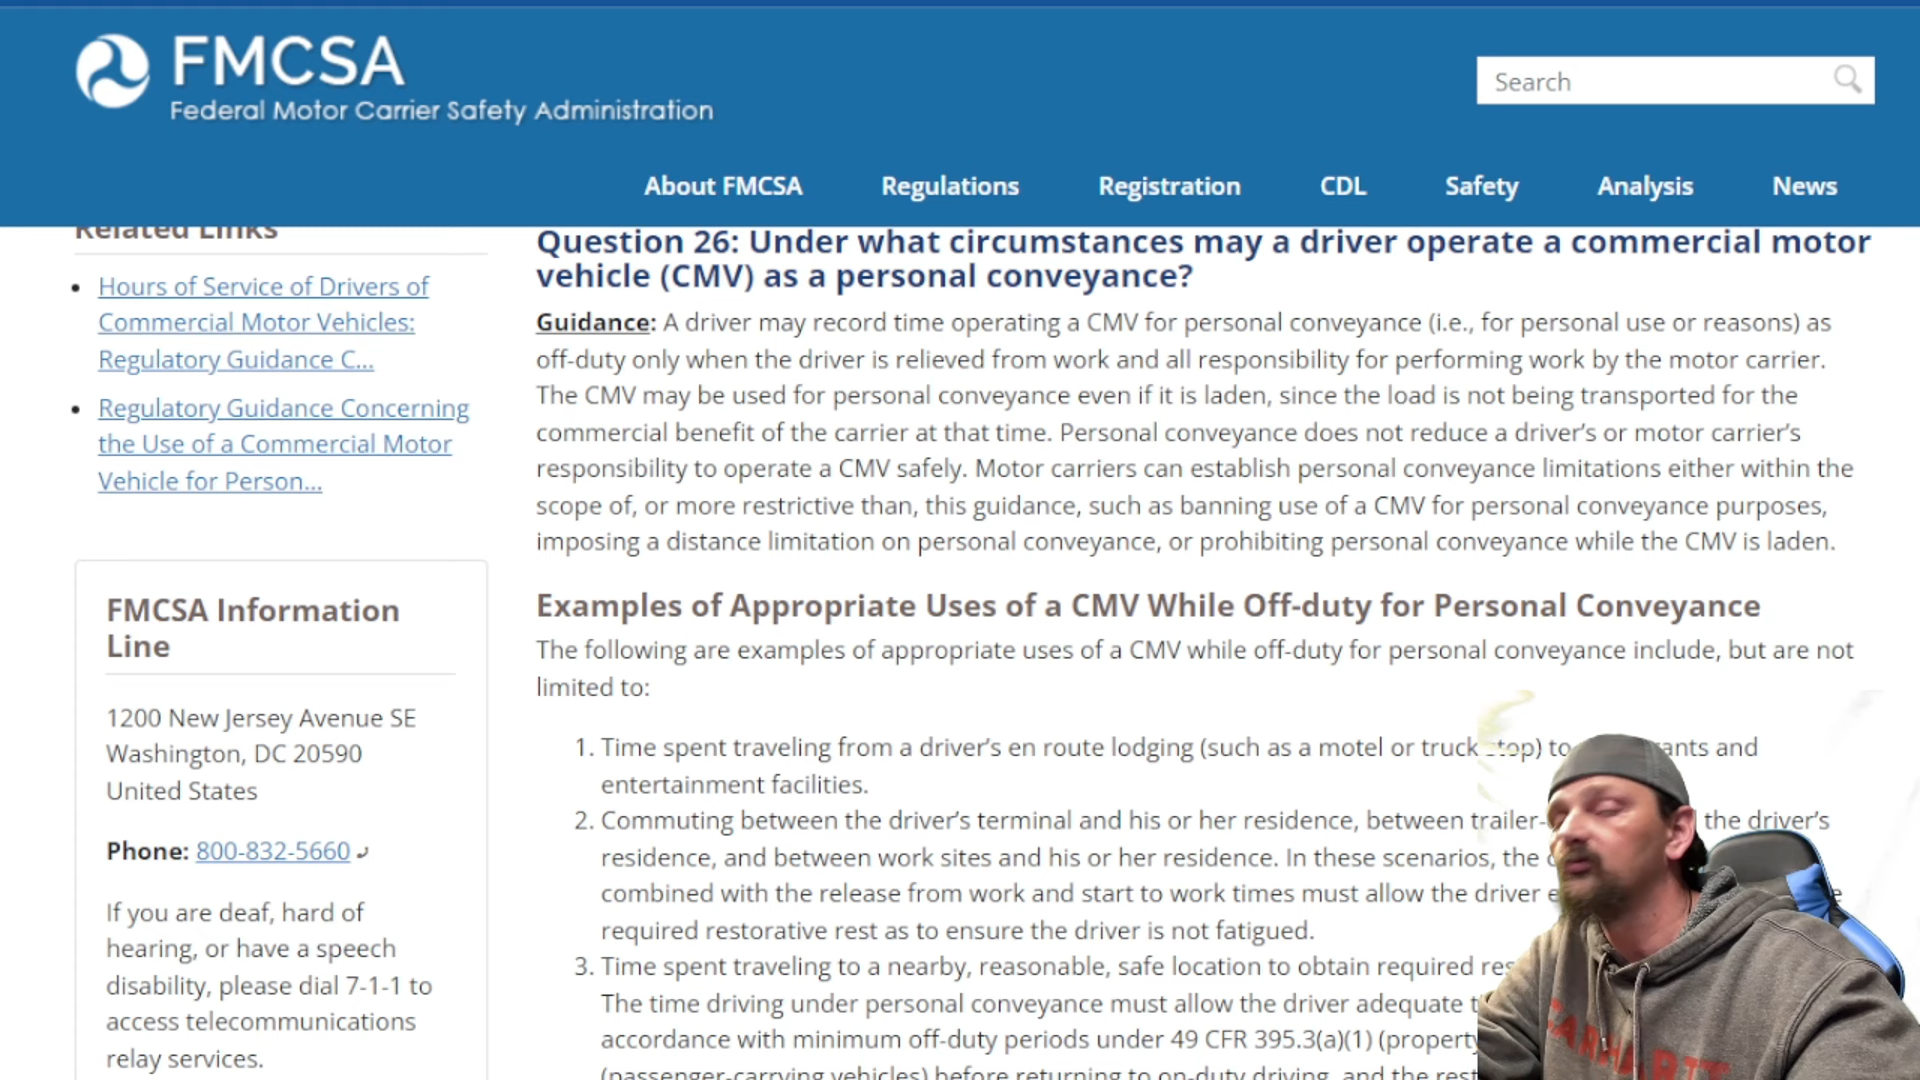 FMCSA
Federal Motor Carrier Safety Administration
Search
About FMCSA Regulations Registration CDL Safety Analysis News
Related Links
Hours of Service of Drivers of
Commercial Motor Vehicles:
Regulatory Guidance C...
Regulatory Guidance Concerning
the Use of a Commercial Motor
Vehicle for Person...
FMCSA Information
Line
1200 New Jersey Avenue SE
Washington, DC 20590
United States
Phone: 800-832-5660
If you are deaf, hard of
hearing, or have a speech
disability, please dial 7-1-1 to
access telecommunications
relay services.
Question 26: Under what circumstances may a driver operate a commercial motor
vehicle (CMV) as a personal conveyance?
Guidance: A driver may record time operating a CMV for personal conveyance (i.e., for personal use or reasons) as
off-duty only when the driver is relieved from work and all responsibility for performing work by the motor carrier.
The CMV may be used for personal conveyance even if it is laden, since the load is not being transported for the
commercial benefit of the carrier at that time. Personal conveyance does not reduce a driver's or motor carrier's
responsibility to operate a CMV safely. Motor carriers can establish personal conveyance limitations either within the
scope of, or more restrictive than, this guidance, such as banning use of a CMV for personal conveyance purposes,
imposing a distance limitation on personal conveyance, or prohibiting personal conveyance while the CMV is laden.
Examples of Appropriate Uses of a CMV While Off-duty for Personal Conveyance
The following are examples of appropriate uses of a CMV while off-duty for personal conveyance include, but are not
limited to:
1. Time spent traveling from a driver's en route lodging (such as a motel or truck stop) to and
entertainment facilities.
2. Commuting between the driver's terminal and his or her residence, between trailer- the driver's
residence, and between work sites and his or her residence. In these scenarios, the
combined with the release from work and start to work times must allow the driver
required restorative rest as to ensure the driver is not fatigued.
3. Time spent traveling to a nearby, reasonable, safe location to obtain required
The time driving under personal conveyance must allow the driver adequate
accordance with minimum off-duty periods under 49 CFR 395.3(a)(1) (property
(passenger-carrying vehicles) before returning to on-duty driving, and the
CARHARTT